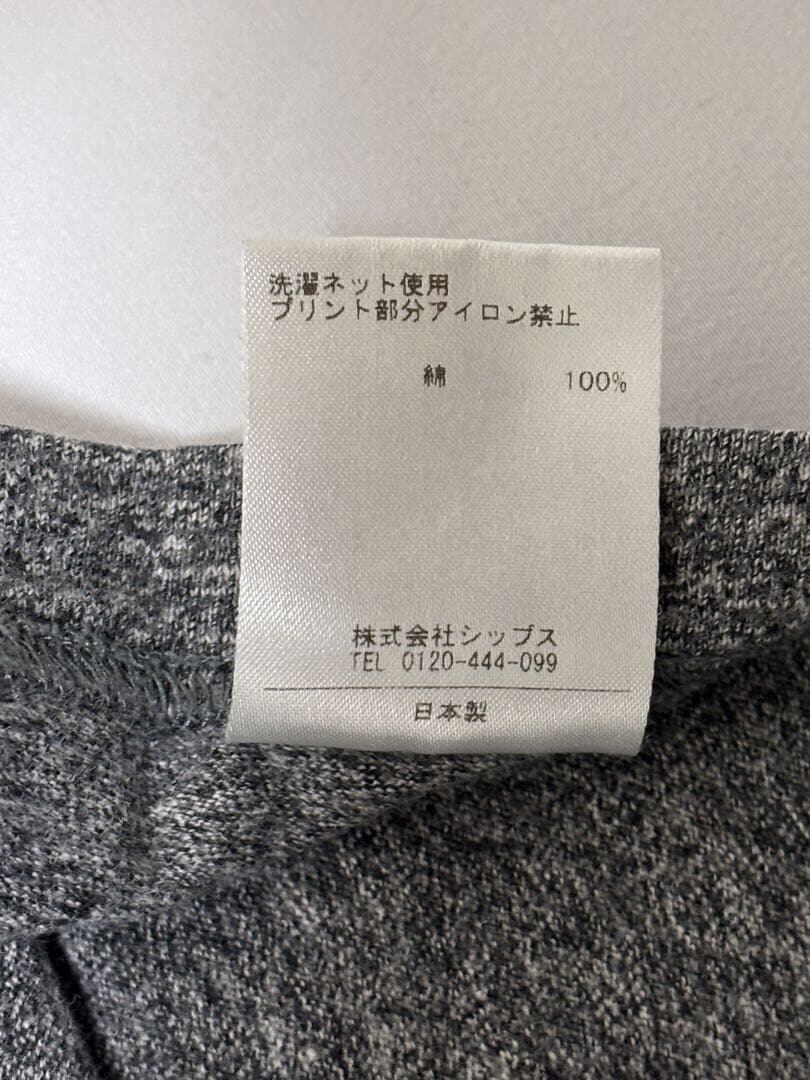 洗濯ネット使用
プリント部分アイロン禁止
綿 100%
株式会社シップス
TEL 0120-444-099
日本製